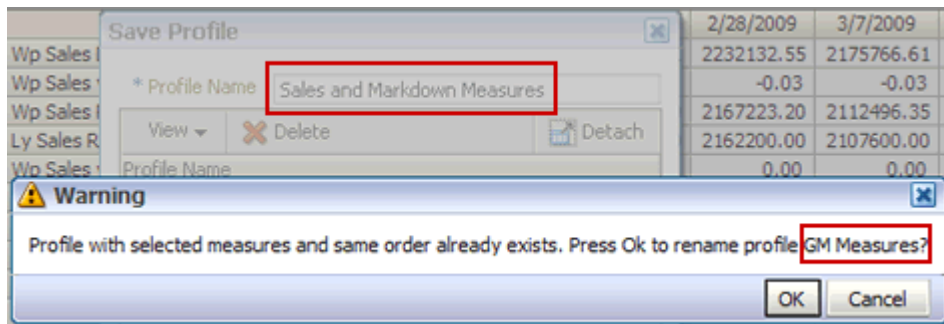 Save Profile
2/28/2009 3/7/2009
Wp Sales 2232132.55 2175766.61
Wp Sales * Profile Name Sales and Markdown Measures -0.03 -0.03
Wp Sales 2167223.20 2112496.35
Ly Sales R View Delete Detach 2162200.00 2107600.00
Wp Sales Profile Name 0.00 0.00
Warning
Profile with selected measures and same order already exists. Press Ok to rename profile GM Measures?
OK Cancel